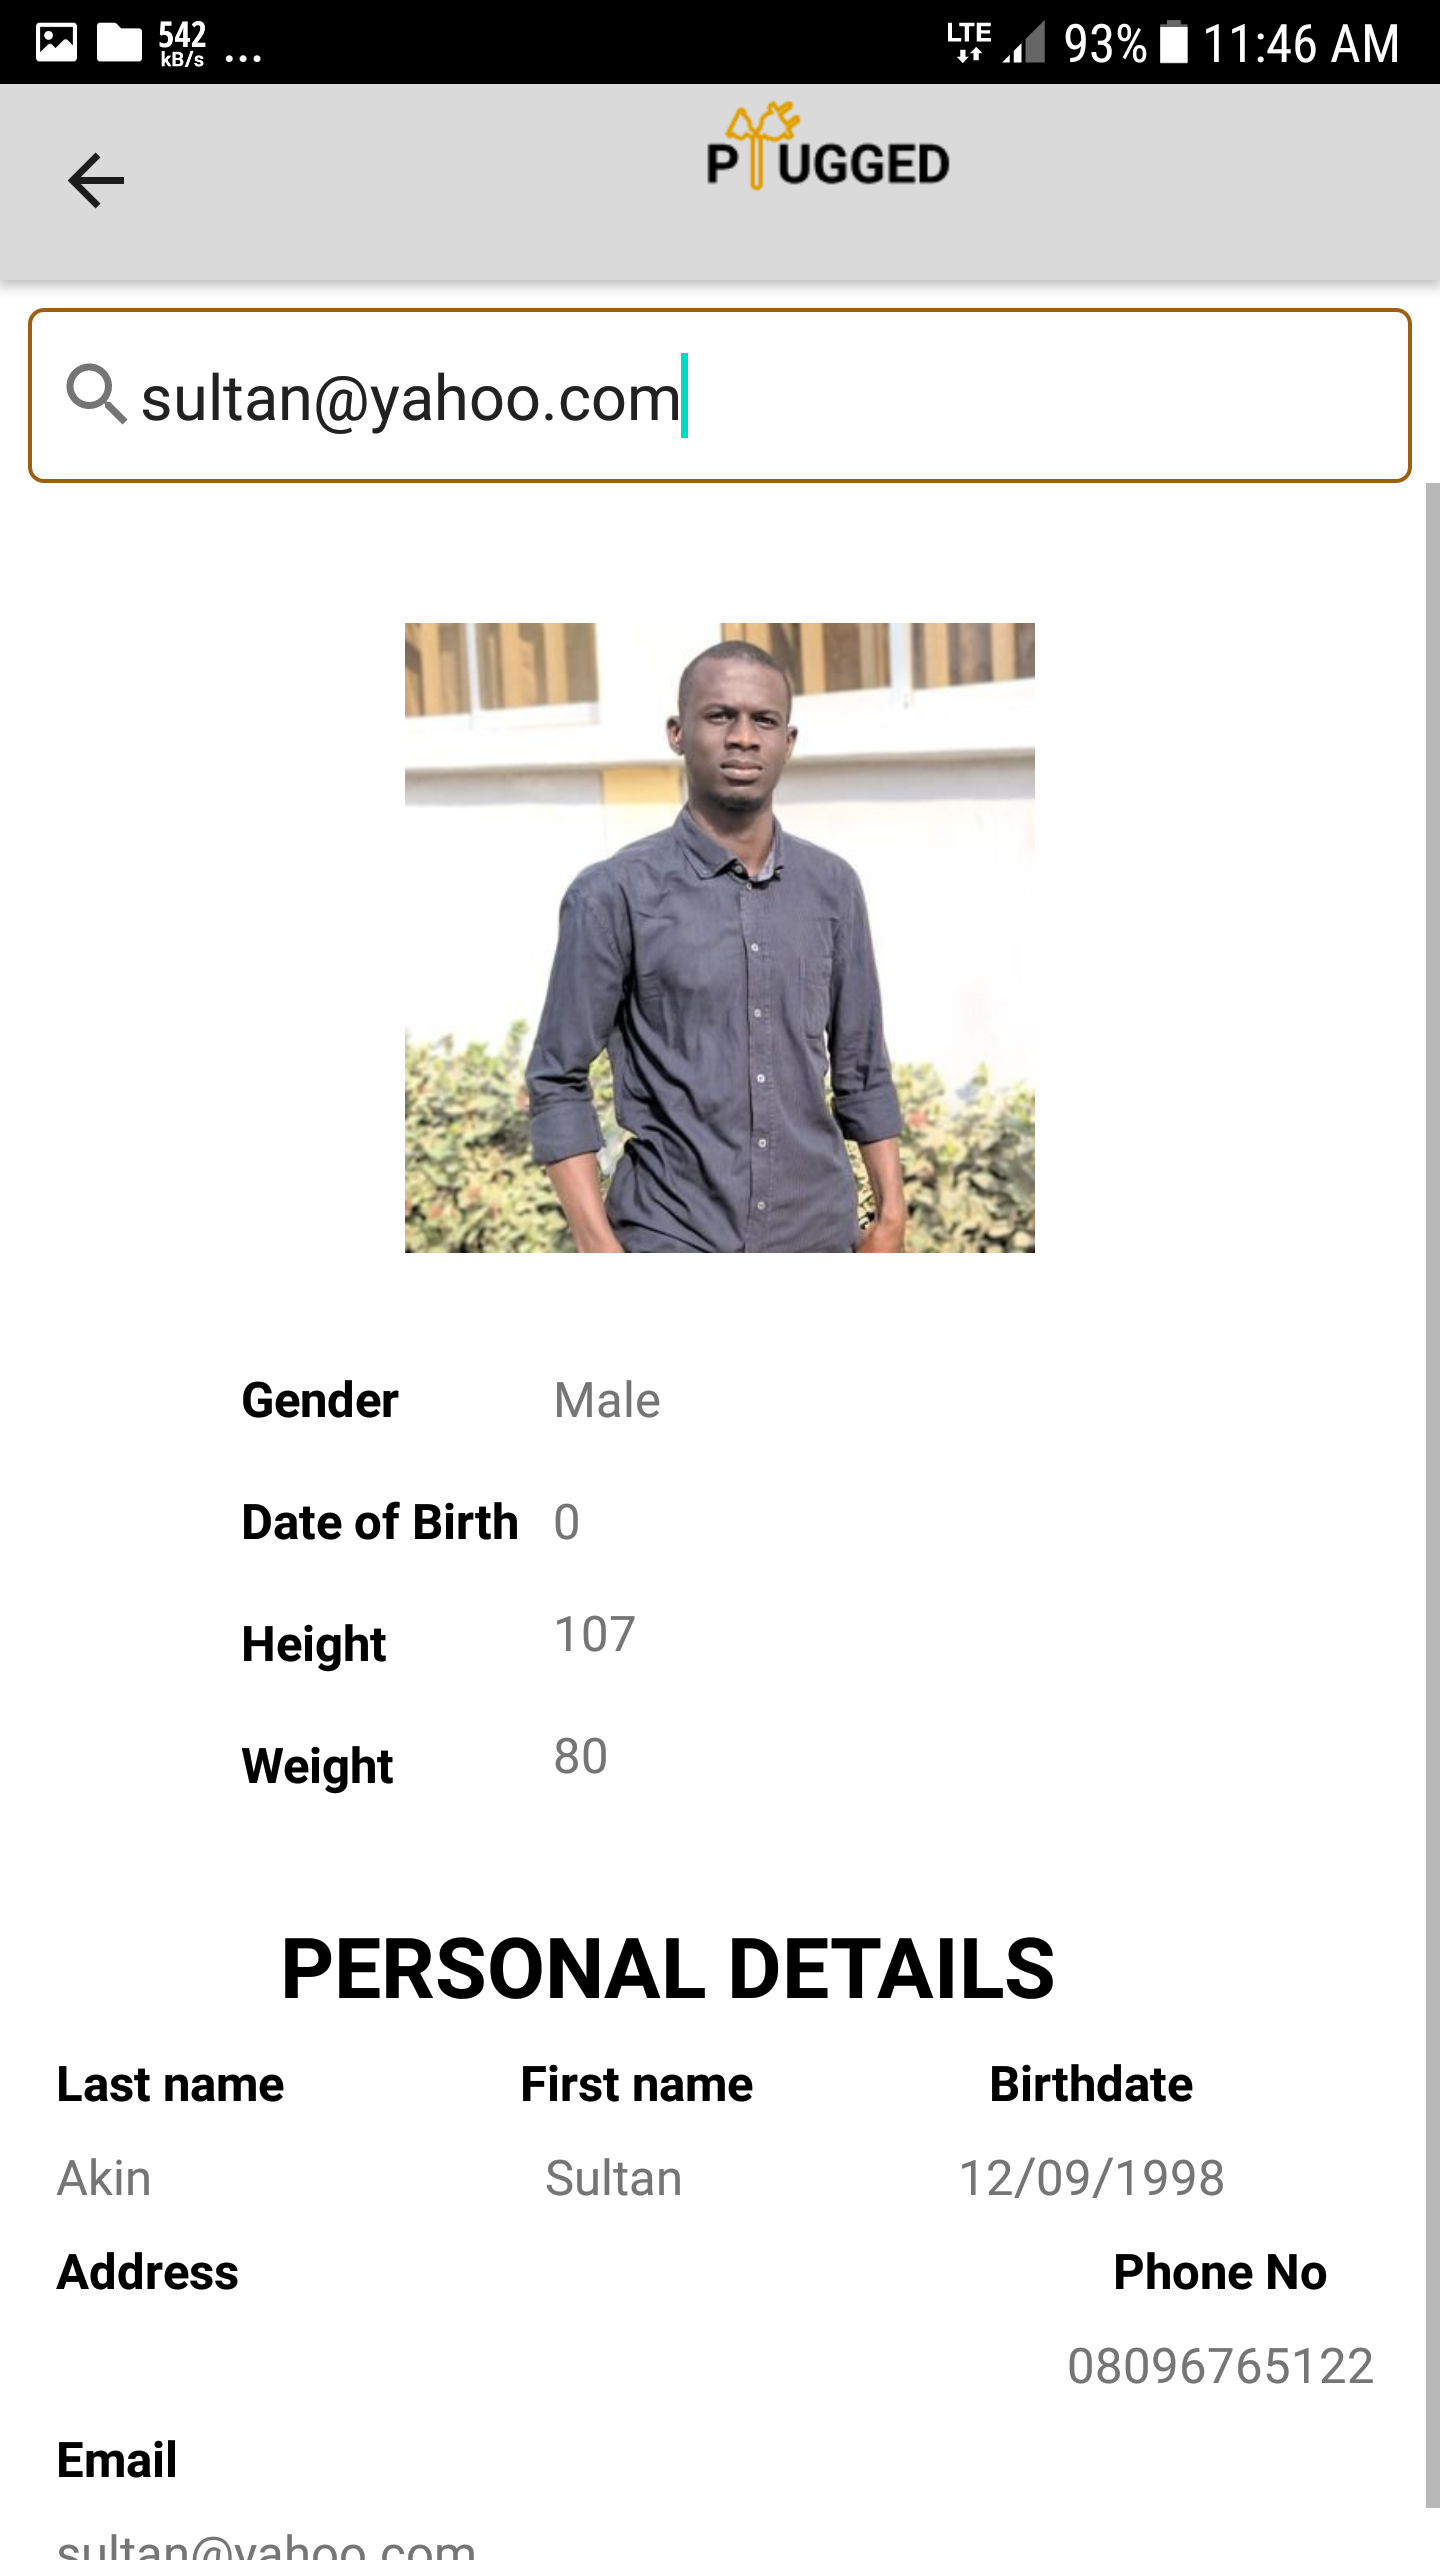 542
kB/s
...
LTE
93%
11:46 AM
PLUGGED
sultan@yahoo.com
Gender Male
Date of Birth 0
Height 107
Weight 80
PERSONAL DETAILS
Last name First name Birthdate
Akin Sultan 12/09/1998
Address Phone No
08096765122
Email
sultan@yahoo.com